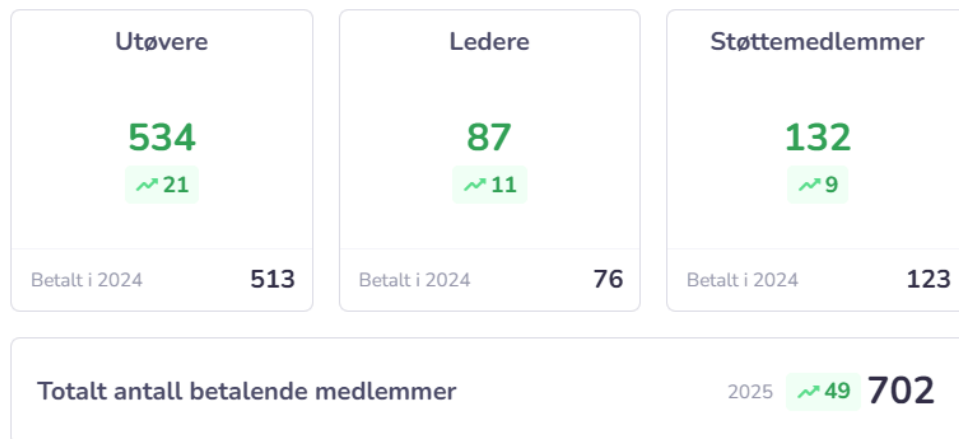 Utøvere
534
21
Betalt i 2024 513
Ledere
87
11
Betalt i 2024 76
Støttemedlemmer
132
9
Betalt i 2024 123
Totalt antall betalende medlemmer 2025 49 702